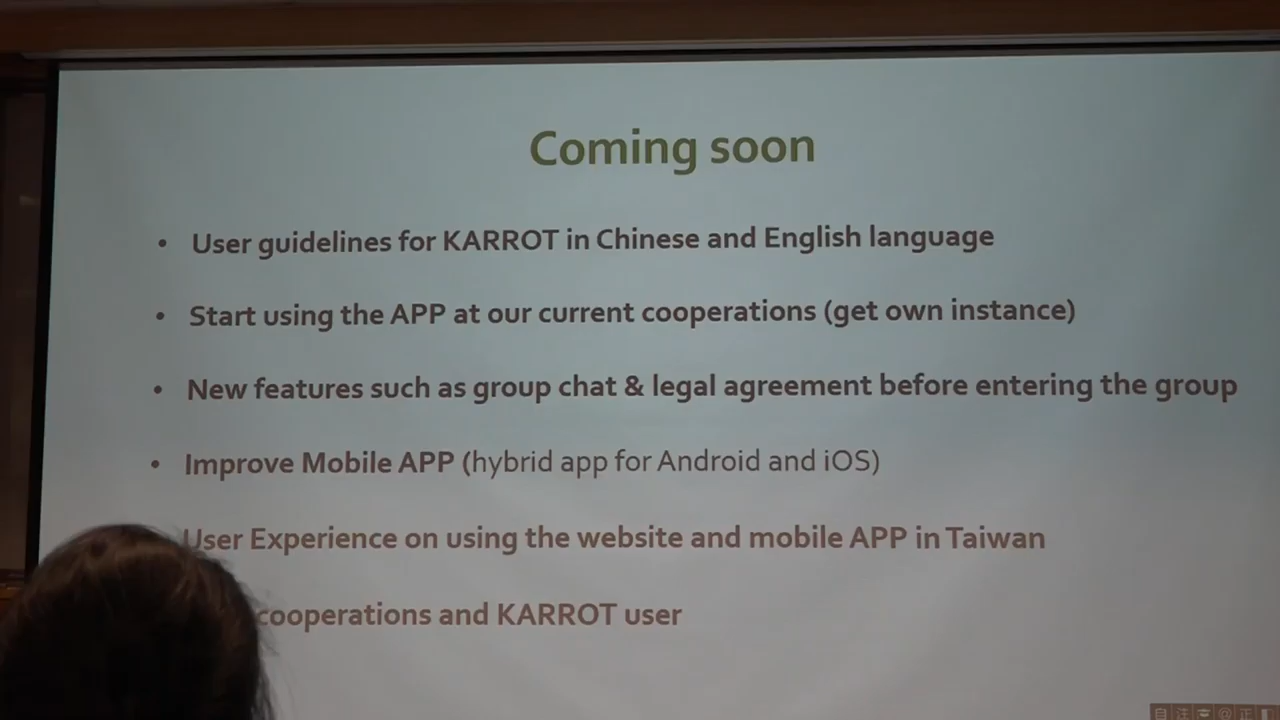 Coming soon
• User guidelines for KARROT in Chinese and English language
• Start using the APP at our current cooperations (get own instance)
• New features such as group chat & legal agreement before entering the group
• Improve Mobile APP (hybrid app for Android and iOS)
User Experience on using the website and mobile APP in Taiwan
cooperations and KARROT user